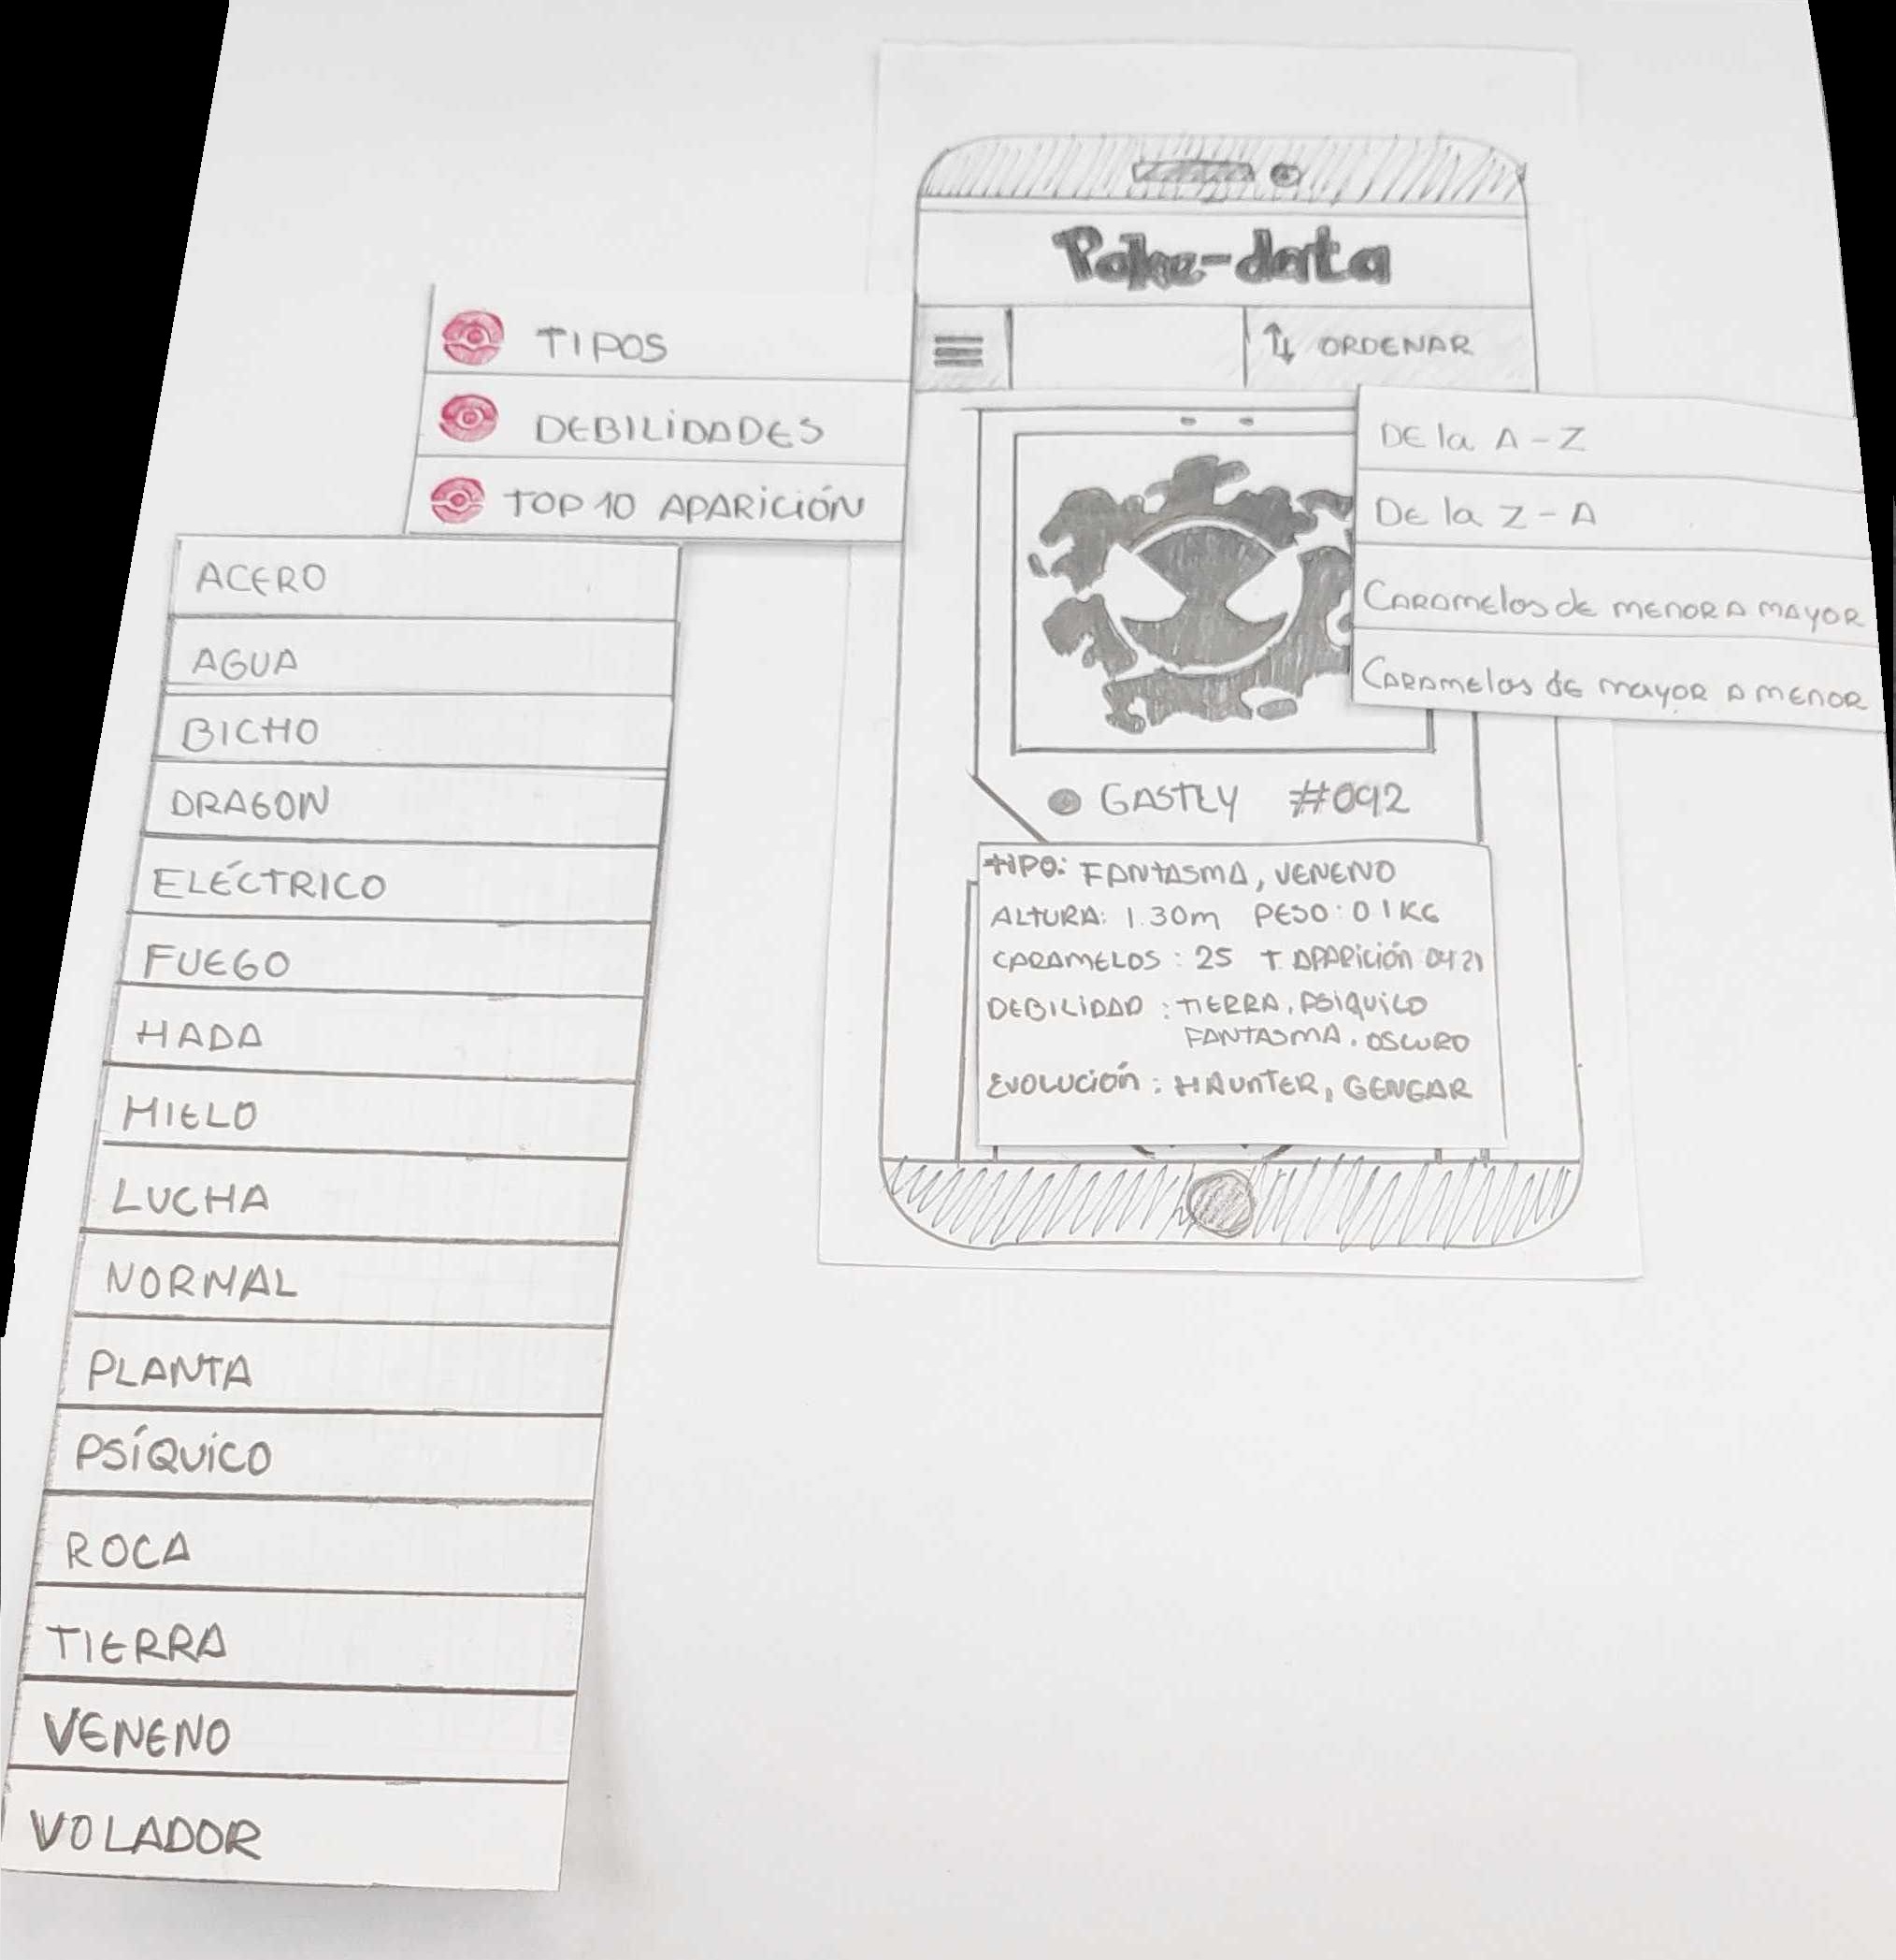 Poke-data
ORDENAR
TIPOS
DEBILIDADES
TOP 10 APARICIÓN
DE la A-Z
DE la Z-A
CARAMElos de MENOR A MAYOR
CARAMElos de mayor a menor
ACERO
AGUA
BICHO
DRAGON
ELÉCTRICO
FUEGO
HADA
HIELO
LUCHA
NORMAL
PLANTA
PSÍQUICO
ROCA
TIERRA
VENENO
VOLADOR
GASTLY #092
TIPO: FANTASMA, VENENO
ALTURA: 1.30m PESO: 0.1KG
CARAMELOS: 25 T. APARICIÓN 04:21
DEBILIDAD: TIERRA, PSIQUICO
FANTASMA, OSCURO
EVOLUCIÓN: HAUNTER, GENGAR